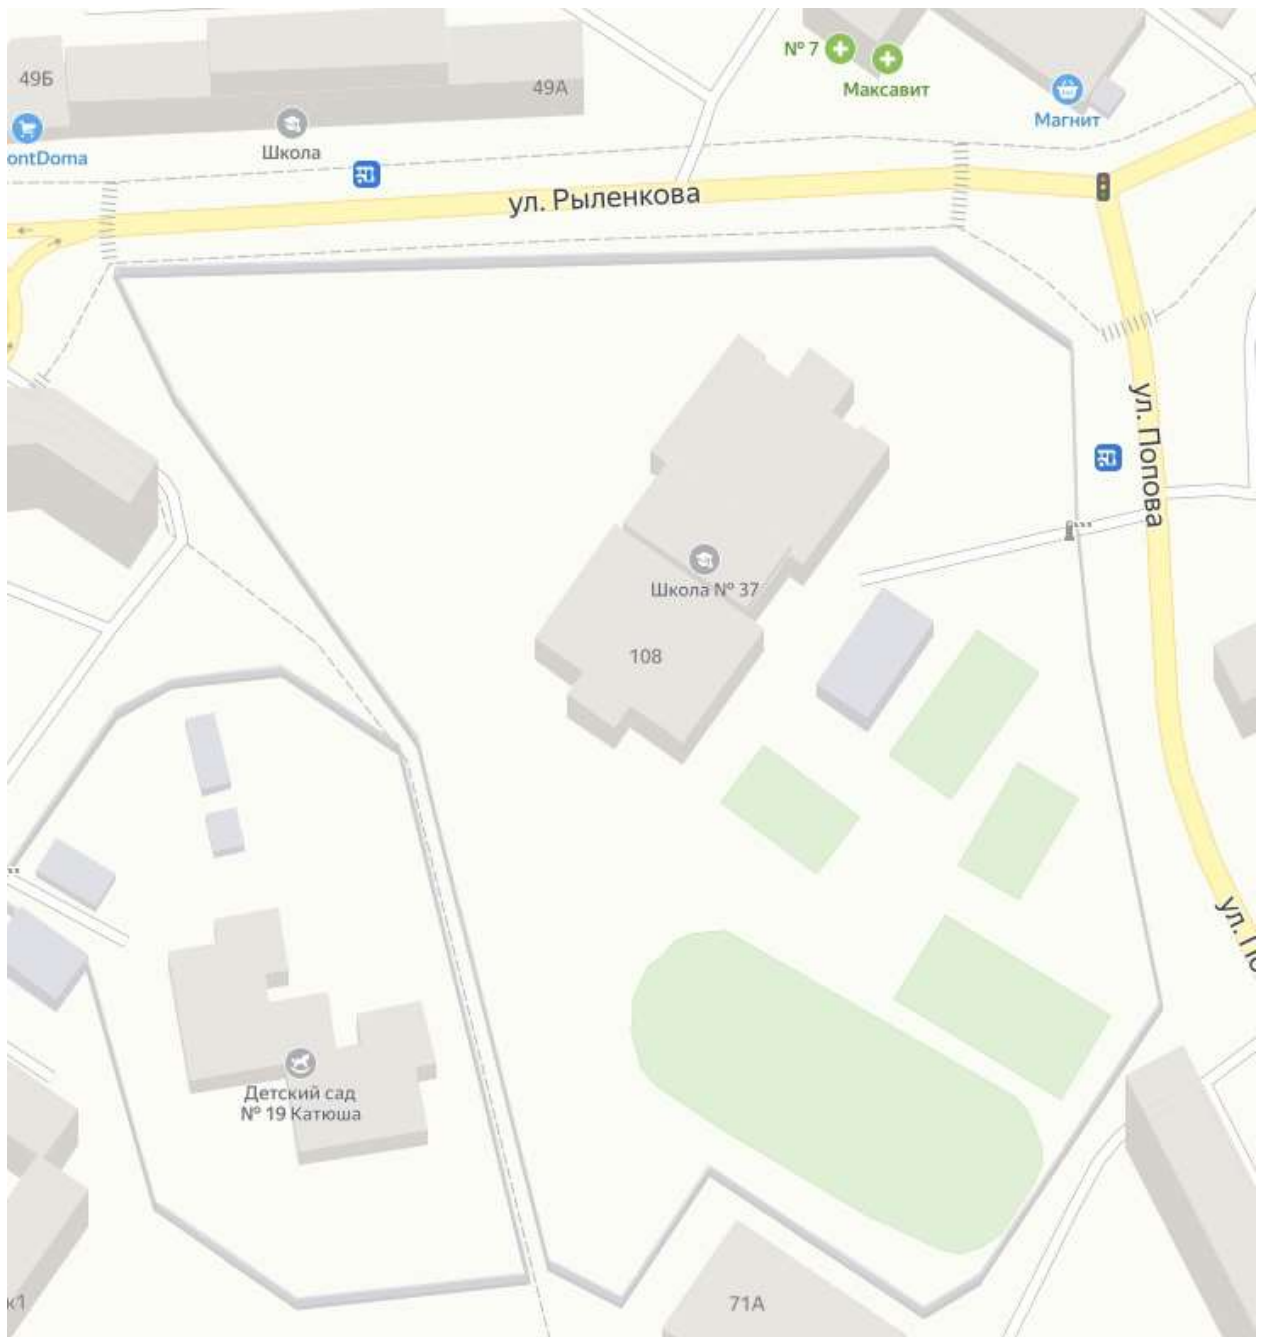 49Б
49А
ontDoma
Школа
№ 7
Максавит
Магнит
ул. Рыленкова
ул. Попова
Школа № 37
108
ул. По
Детский сад
№ 19 Катюша
71А
к1